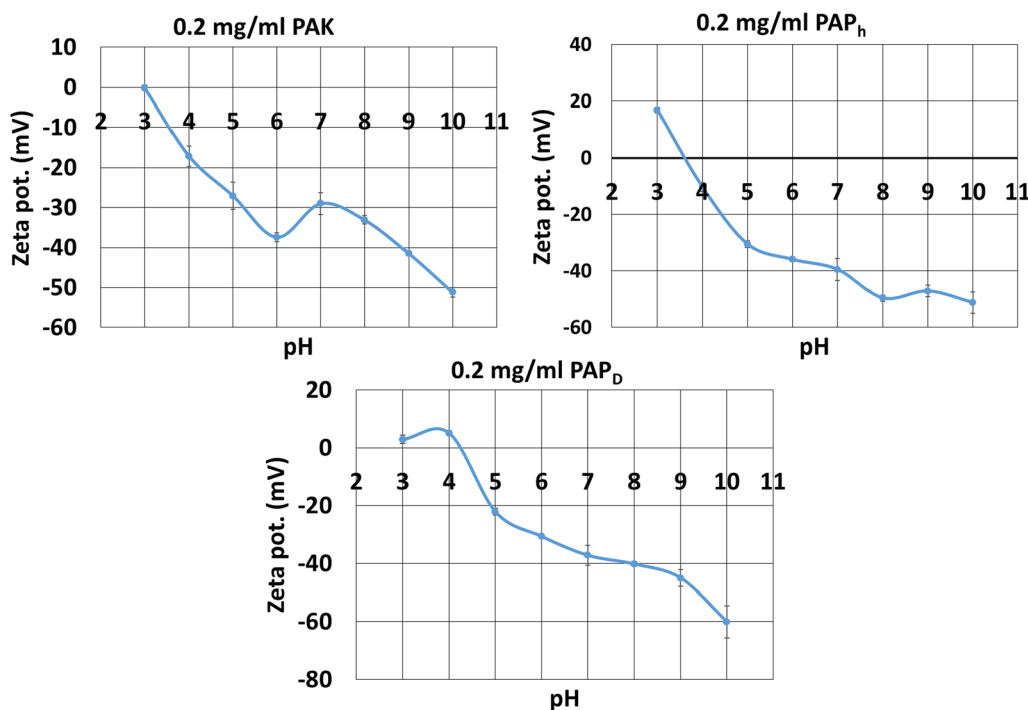 0.2 mg/ml PAK
10
0
-10
-20
-30
-40
-50
-60
2 3 4 5 6 7 8 9 10 11
Zeta pot. (mV)
pH
0.2 mg/ml PAPh
40
20
0
-20
-40
-60
2 3 4 5 6 7 8 9 10 11
Zeta pot. (mV)
pH
0.2 mg/ml PAPD
20
0
-20
-40
-60
-80
2 3 4 5 6 7 8 9 10 11
Zeta pot. (mV)
pH